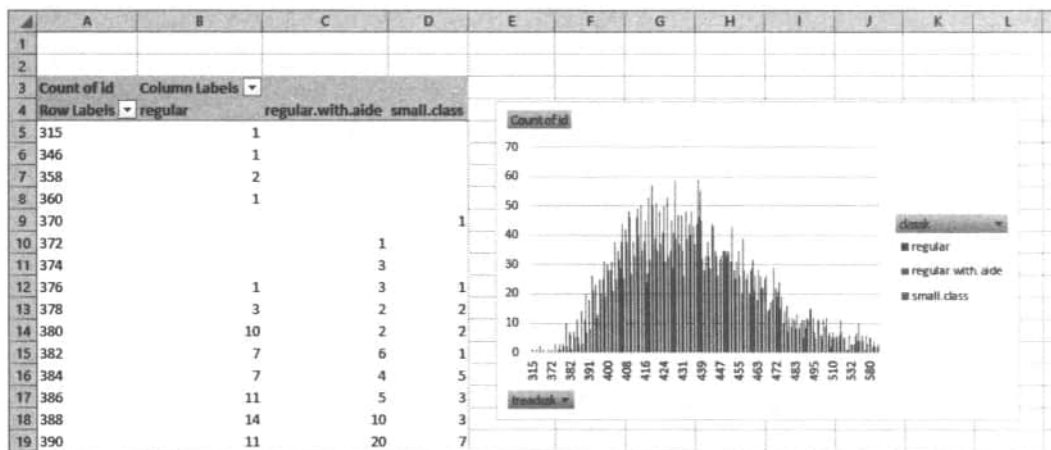 A B C D E F G H I J K L
1
2
3 Count of id Column Labels
4 Row Labels regular regular.with.aide small.class
5 315 1
6 346 1
7 358 2
8 360 1
9 370 1
10 372 1
11 374 3
12 376 1 3 1
13 378 3 2 2
14 380 10 2 2
15 382 7 6 1
16 384 7 4 5
17 386 11 5 3
18 388 14 10 3
19 390 11 20 7
Count of id
70
60
50
40
30
20
10
0
315 372 382 391 400 408 416 424 431 439 447 455 463 472 483 495 510 532 580
classk
regular
regular.with.aide
small.class
treadssk